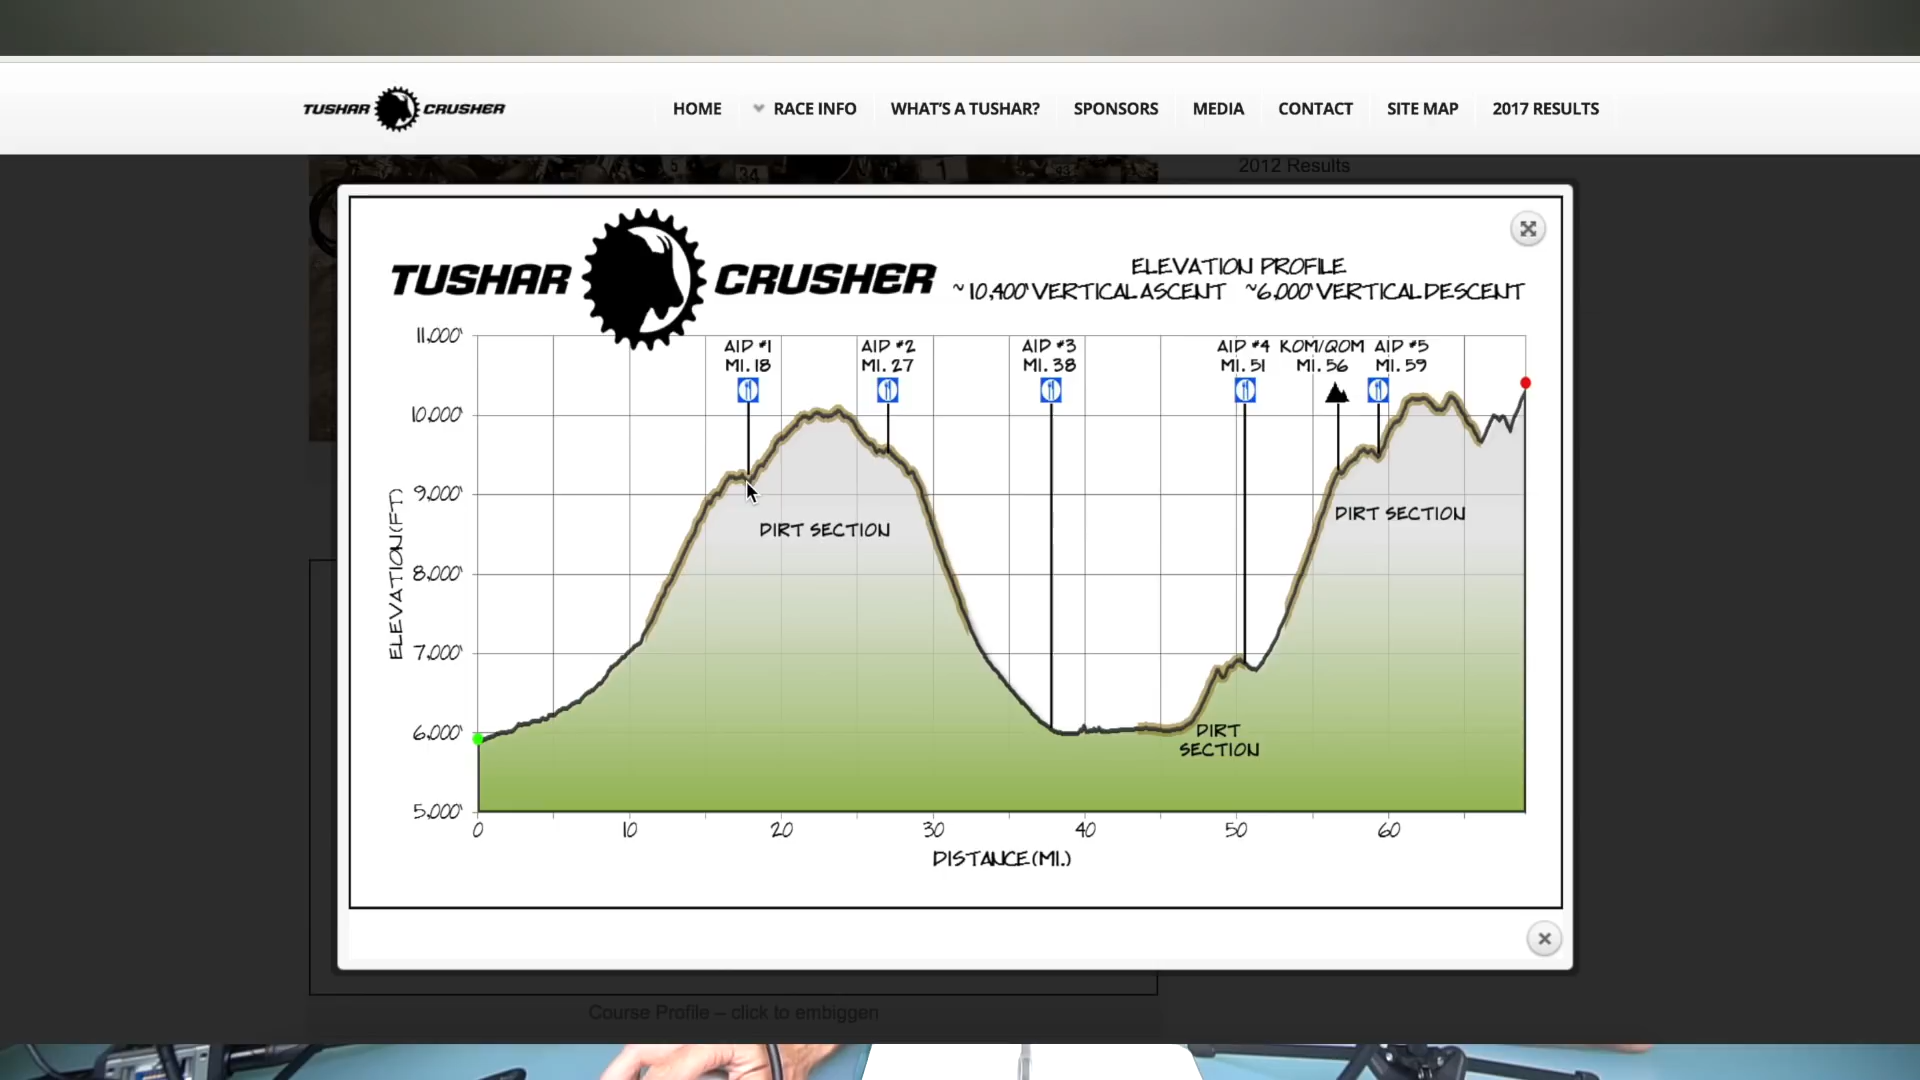 TUSHAR CRUSHER
HOME RACE INFO WHAT'S A TUSHAR? SPONSORS MEDIA CONTACT SITE MAP 2017 RESULTS
2012 Results
34
1
TUSHAR CRUSHER
ELEVATION PROFILE
~10,400' VERTICAL ASCENT ~6,000' VERTICAL DESCENT
11,000'
10,000'
9,000'
8,000'
7,000'
6,000'
5,000'
ELEVATION (FT)
AID #1
MI. 18
AID #2
MI. 27
AID #3
MI. 38
AID #4
MI. 51
KOM/QOM
MI. 56
AID #5
MI. 59
DIRT SECTION
DIRT SECTION
DIRT
SECTION
0 10 20 30 40 50 60
DISTANCE (MI.)
Course Profile – click to embiggen